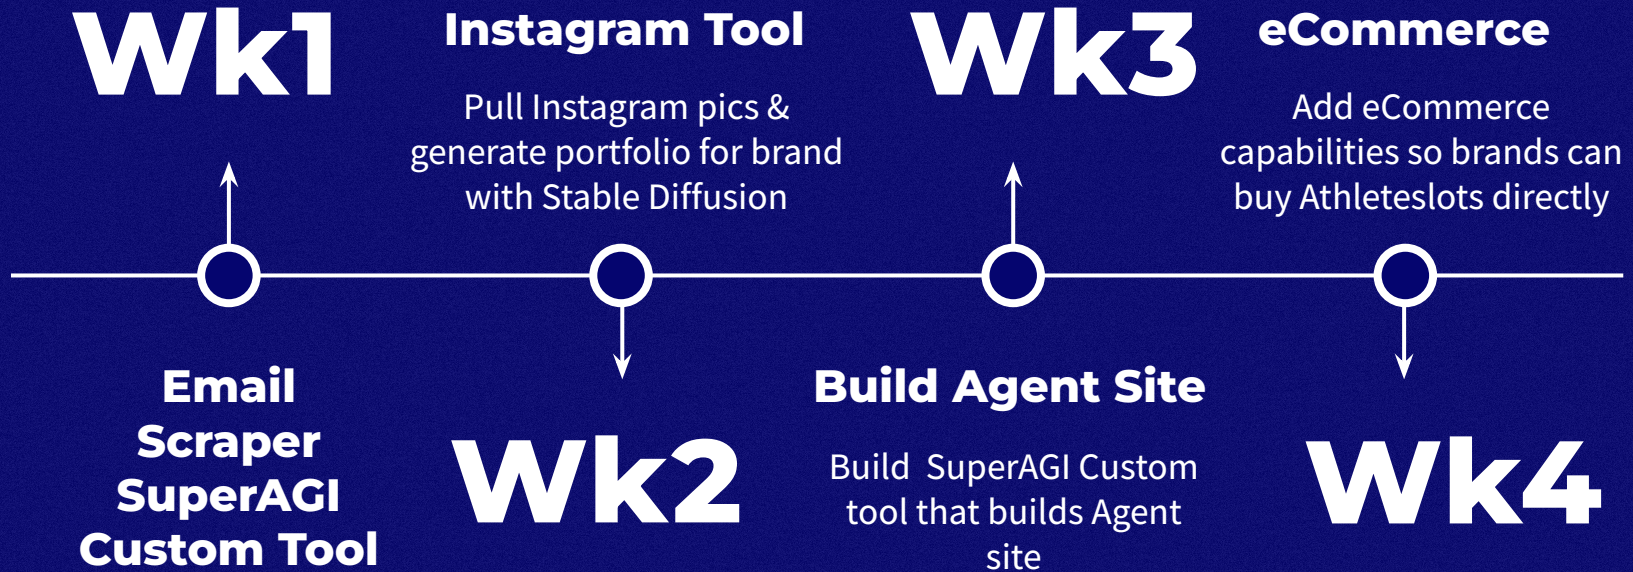 Wk1
Email
Scraper
SuperAGI
Custom Tool
Instagram Tool
Pull Instagram pics &
generate portfolio for brand
with Stable Diffusion
Wk2
Wk3
Build Agent Site
Build  SuperAGI Custom
tool that builds Agent
site
eCommerce
Add eCommerce
capabilities so brands can
buy Athleteslots directly
Wk4